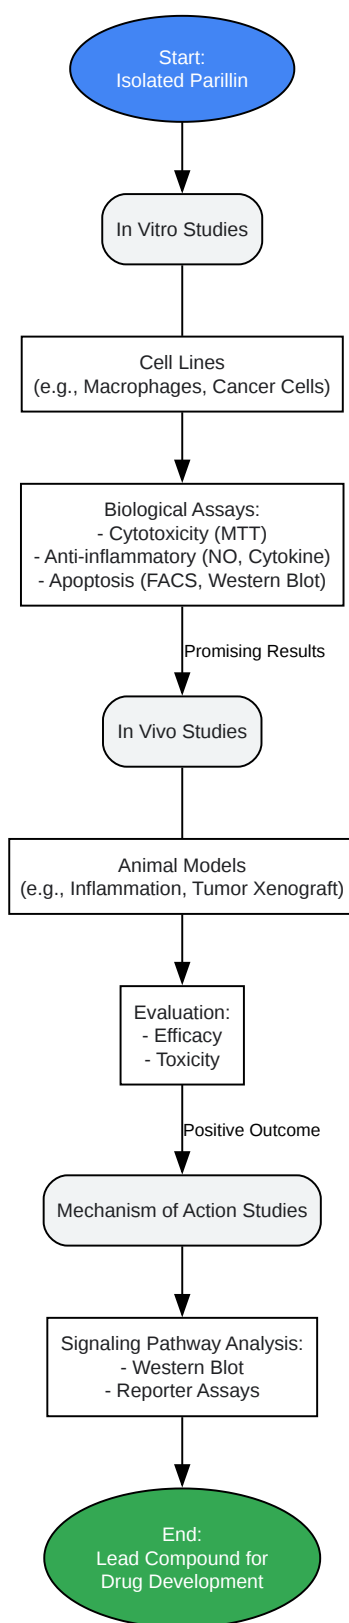 Start:
Isolated Parillin
In Vitro Studies
Cell Lines
(e.g., Macrophages, Cancer Cells)
Biological Assays:
- Cytotoxicity (MTT)
- Anti-inflammatory (NO, Cytokine)
- Apoptosis (FACS, Western Blot)
Promising Results
In Vivo Studies
Animal Models
(e.g., Inflammation, Tumor Xenograft)
Evaluation:
- Efficacy
- Toxicity
Positive Outcome
Mechanism of Action Studies
Signaling Pathway Analysis:
- Western Blot
- Reporter Assays
End:
Lead Compound for
Drug Development